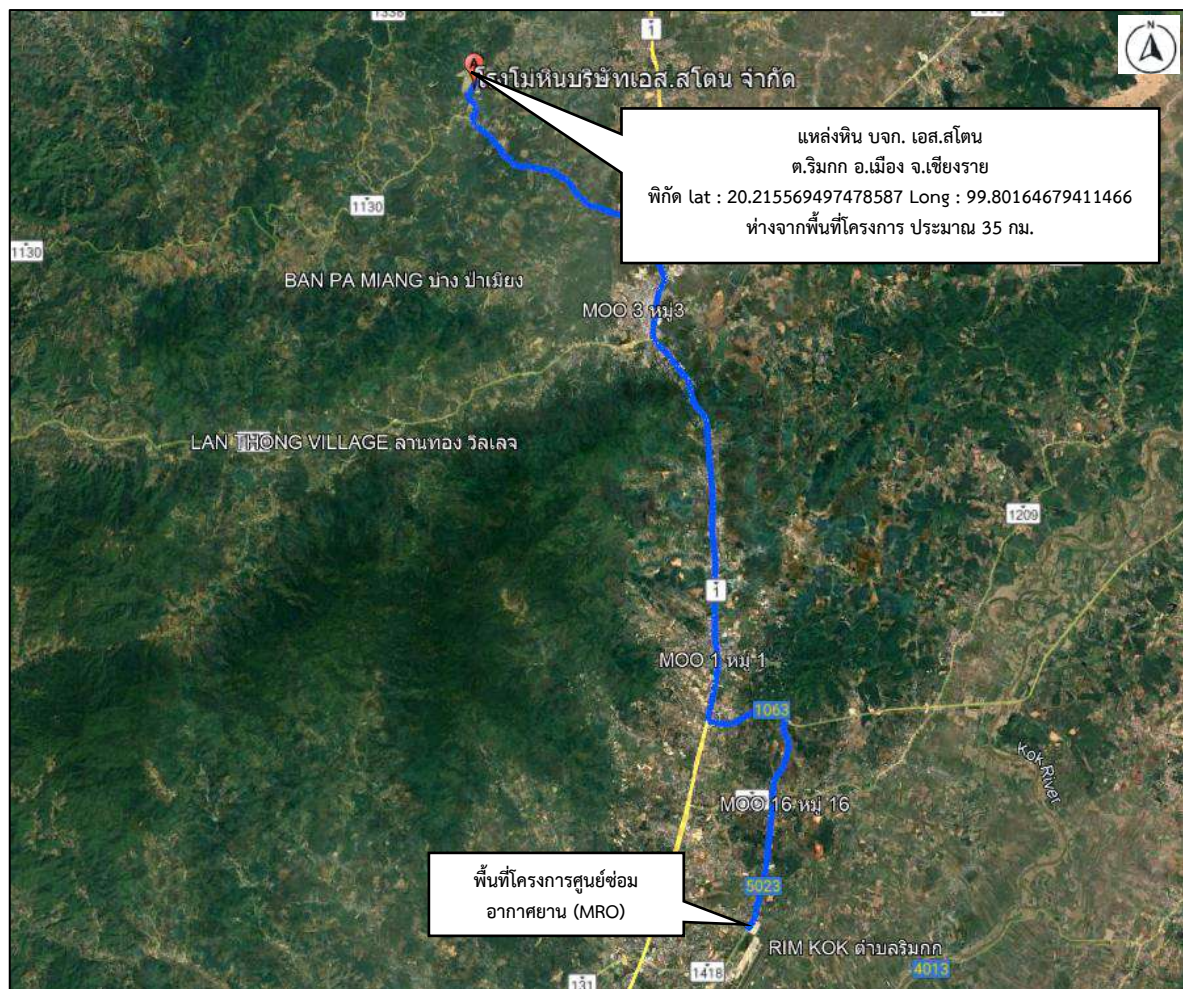 1338
1
N
โรงโม่หินบริษัทเอส.สโตน จำกัด
แหล่งหิน บจก. เอส.สโตน
ต.ริมกก อ.เมือง จ.เชียงราย
พิกัด lat : 20.215569497478587 Long : 99.80164679411466
ห่างจากพื้นที่โครงการ ประมาณ 35 กม.
1130
1130
BAN PA MIANG บ้าง ป่าเมี่ยง
MOO 3 หมู่3
LAN THONG VILLAGE ลานทอง วิลเลจ
1209
1
MOO 1 หมู่ 1
1063
Kok River
MOO 16 หมู่ 16
พื้นที่โครงการศูนย์ซ่อม
อากาศยาน (MRO)
5023
RIM KOK ตำบลริมกก
1418
4013
131